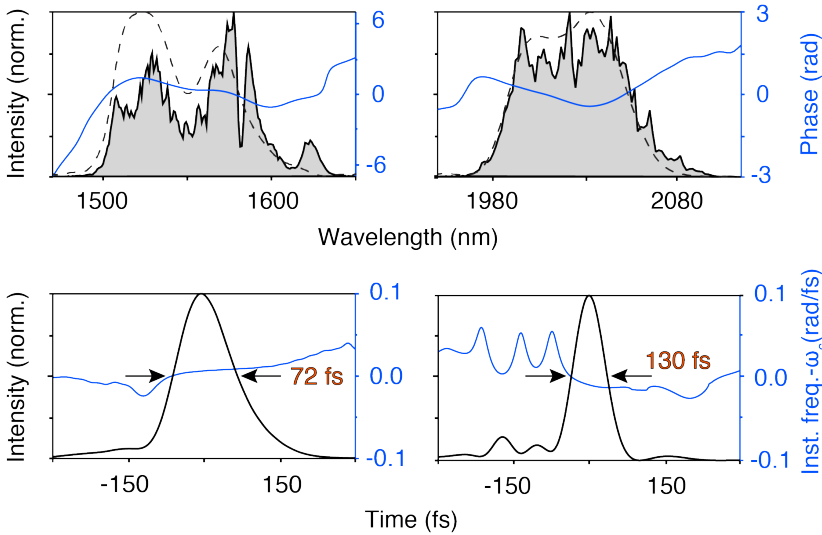 Intensity (norm.)
6
0
-6
1500
1600
3
0
-3
1980
2080
Phase (rad)
Wavelength (nm)
Intensity (norm.)
72 fs
0.1
0.0
-0.1
-150
150
130 fs
0.1
0.0
-0.1
-150
150
Inst. freq.-ω₀(rad/fs)
Time (fs)